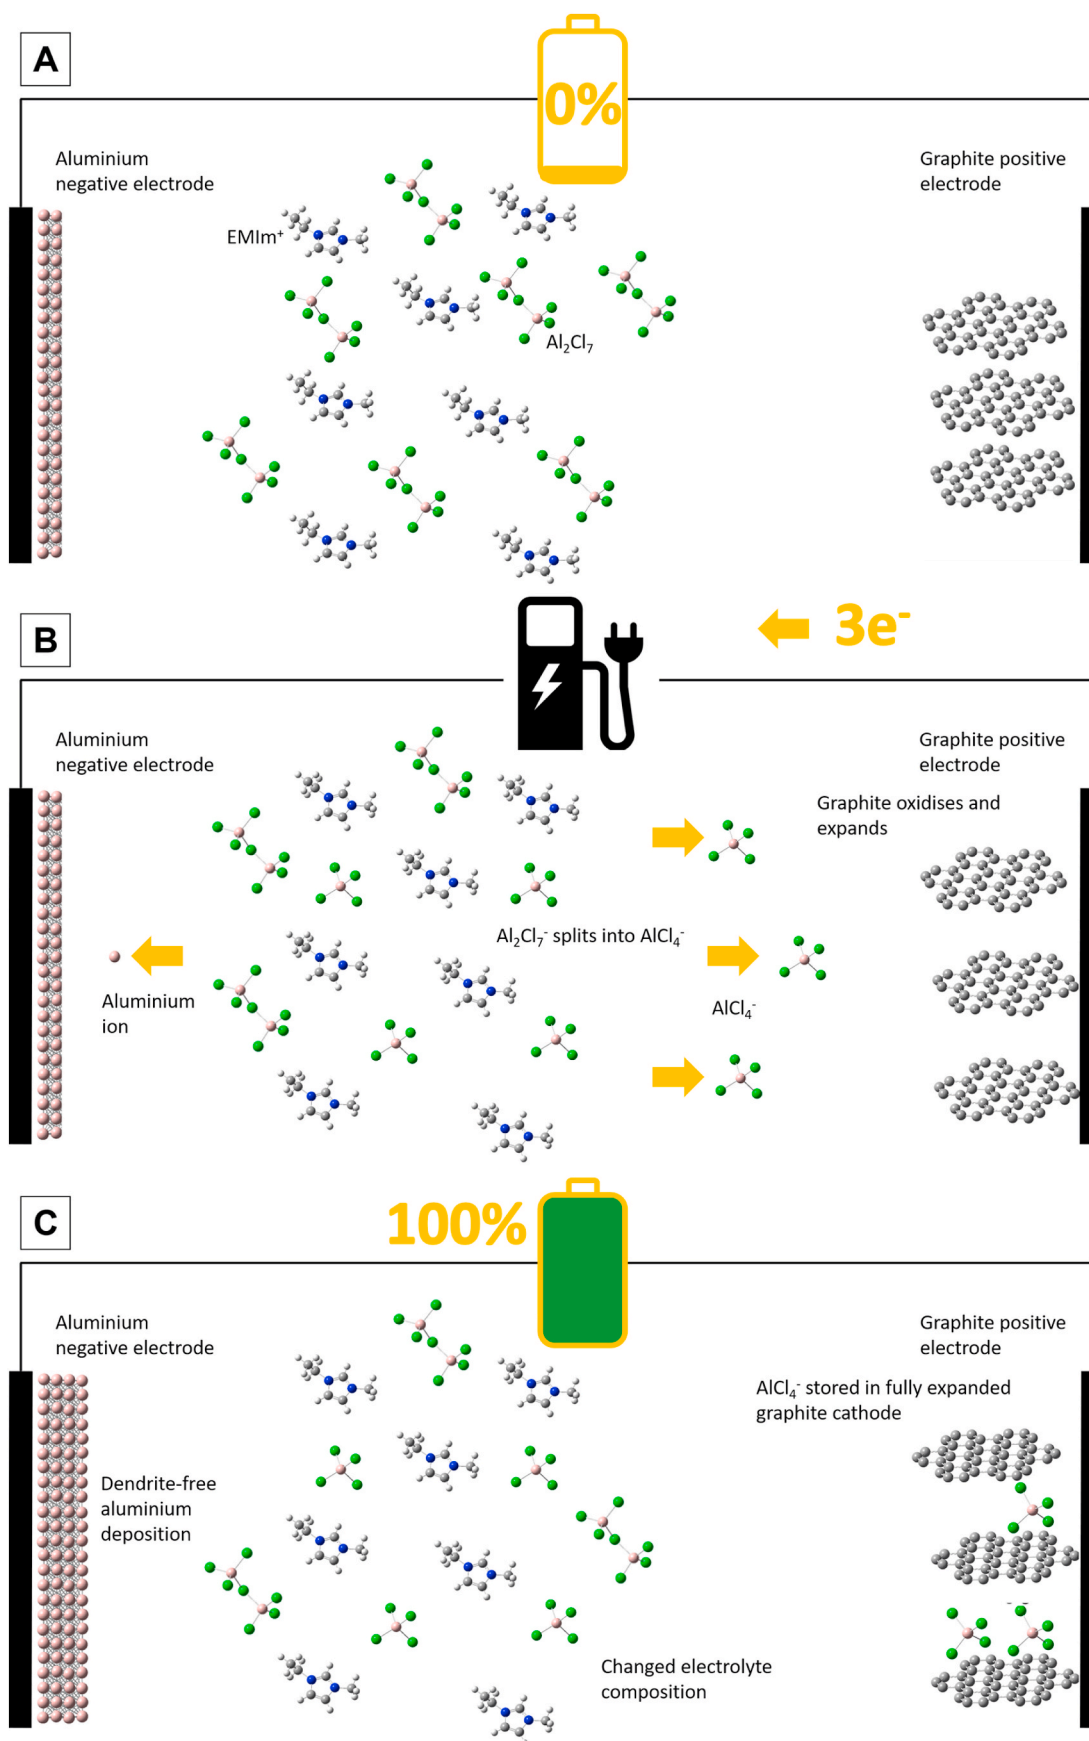 A
0%
Aluminium
negative electrode
Graphite positive
electrode
EMIm⁺
Al₂Cl₇
B
3e⁻
Aluminium
negative electrode
Graphite positive
electrode
Graphite oxidises and
expands
Al₂Cl₇⁻ splits into AlCl₄⁻
Aluminium
ion
AlCl₄⁻
C
100%
Aluminium
negative electrode
Graphite positive
electrode
AlCl₄⁻ stored in fully expanded
graphite cathode
Dendrite-free
aluminium
deposition
Changed electrolyte
composition